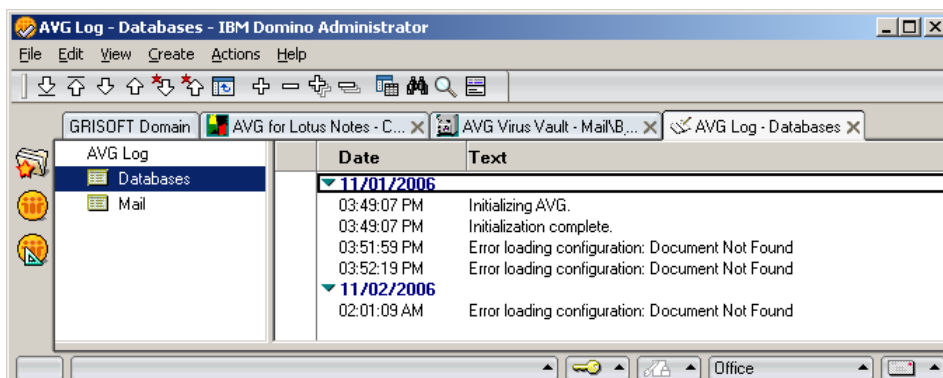 AVG Log - Databases - IBM Domino Administrator
File Edit View Create Actions Help
GRISOFT Domain AVG for Lotus Notes - C... AVG Virus Vault - Mail\B... AVG Log - Databases
AVG Log
Databases
Mail
Date Text
11/01/2006
03:49:07 PM Initializing AVG.
03:49:07 PM Initialization complete.
03:51:59 PM Error loading configuration: Document Not Found
03:52:19 PM Error loading configuration: Document Not Found
11/02/2006
02:01:09 AM Error loading configuration: Document Not Found
Office